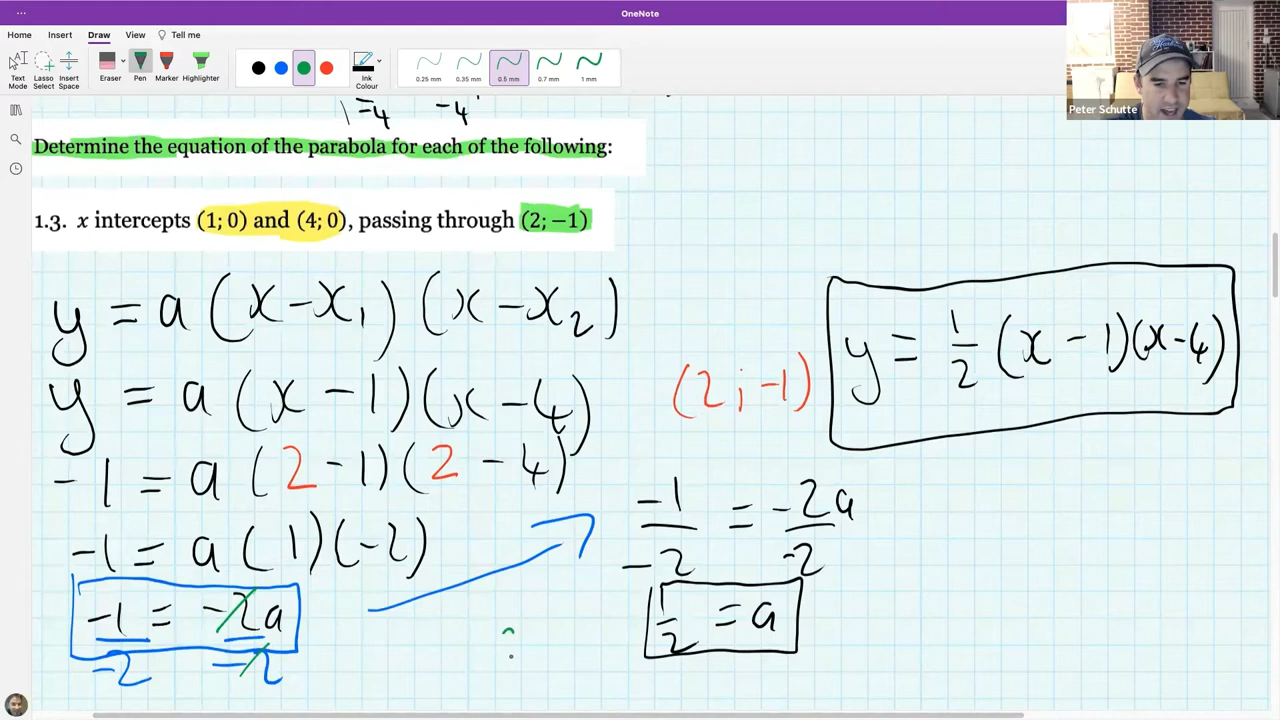 OneNote
Home Insert Draw View Tell me
Text Mode Lasso Select Insert Space Eraser Pen Marker Highlighter Ink Colour 0.25 mm 0.35 mm 0.5 mm 0.7 mm 1 mm
Peter Schutte
Determine the equation of the parabola for each of the following:
1.3. x intercepts (1; 0) and (4; 0), passing through (2; −1)
y = a (x − x₁) (x − x₂)
y = a (x − 1)(x − 4)
−1 = a (2 − 1)(2 − 4)
−1 = a (1)(−2)
−1 = −2a
−2 −2
(2; −1)
−1/−2 = −2a/−2
1/2 = a
y = 1/2 (x − 1)(x − 4)